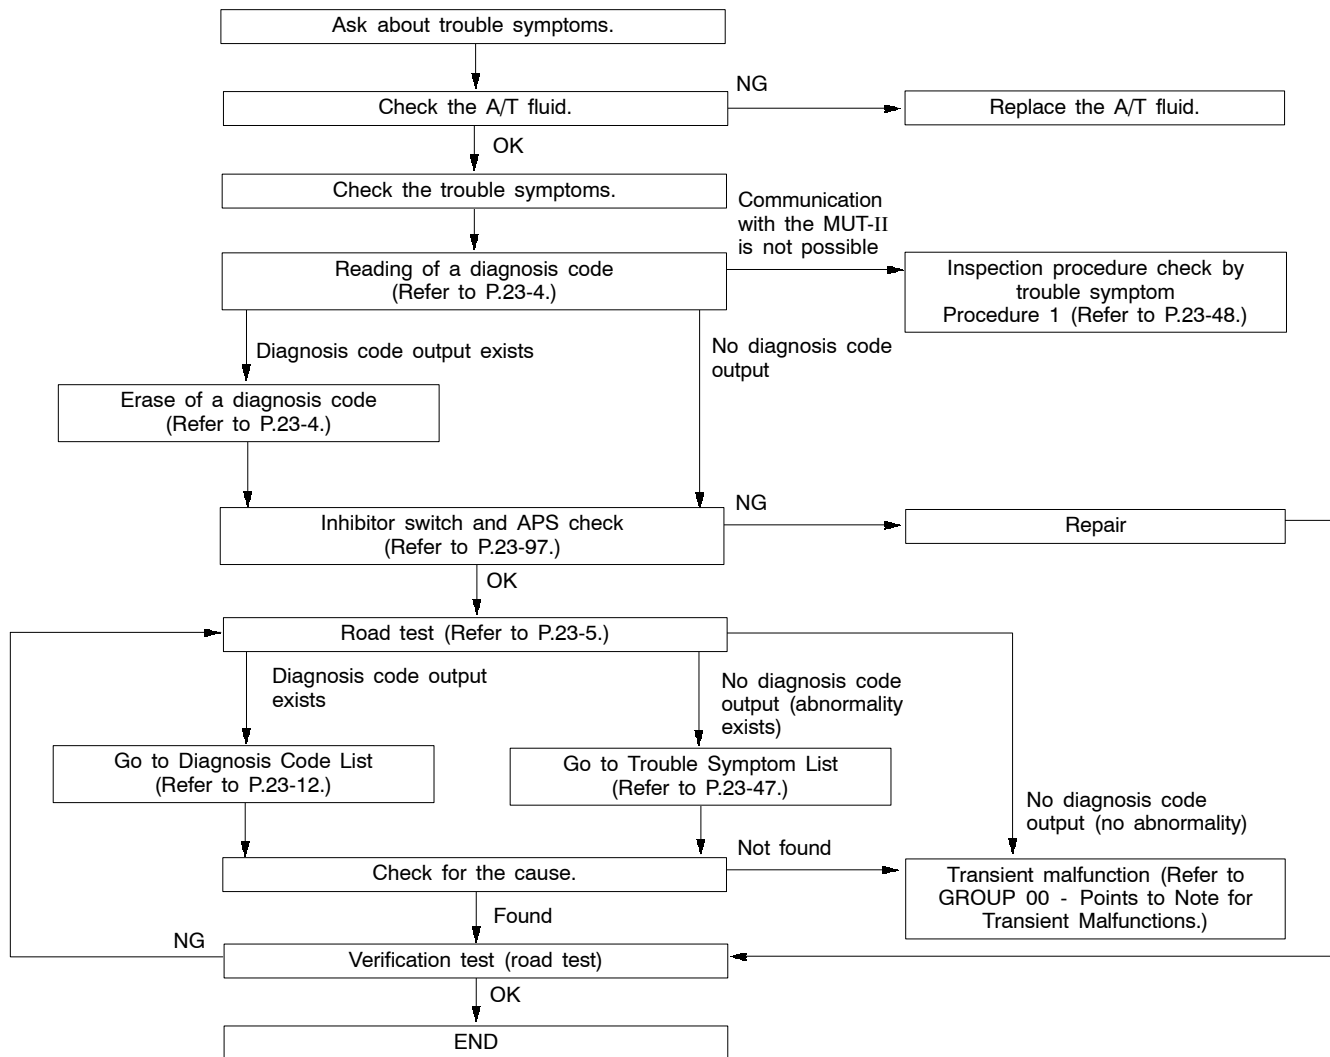 Ask about trouble symptoms.
NG
Check the A/T fluid.
Replace the A/T fluid.
OK
Check the trouble symptoms.
Communication
with the MUT-II
is not possible
Reading of a diagnosis code
(Refer to P.23-4.)
Inspection procedure check by
trouble symptom
Procedure 1 (Refer to P.23-48.)
Diagnosis code output exists
No diagnosis code
output
Erase of a diagnosis code
(Refer to P.23-4.)
NG
Inhibitor switch and APS check
(Refer to P.23-97.)
Repair
OK
Road test (Refer to P.23-5.)
Diagnosis code output
exists
No diagnosis code
output (abnormality
exists)
Go to Diagnosis Code List
(Refer to P.23-12.)
Go to Trouble Symptom List
(Refer to P.23-47.)
No diagnosis code
output (no abnormality)
Not found
Check for the cause.
Transient malfunction (Refer to
GROUP 00 - Points to Note for
Transient Malfunctions.)
Found
NG
Verification test (road test)
OK
END